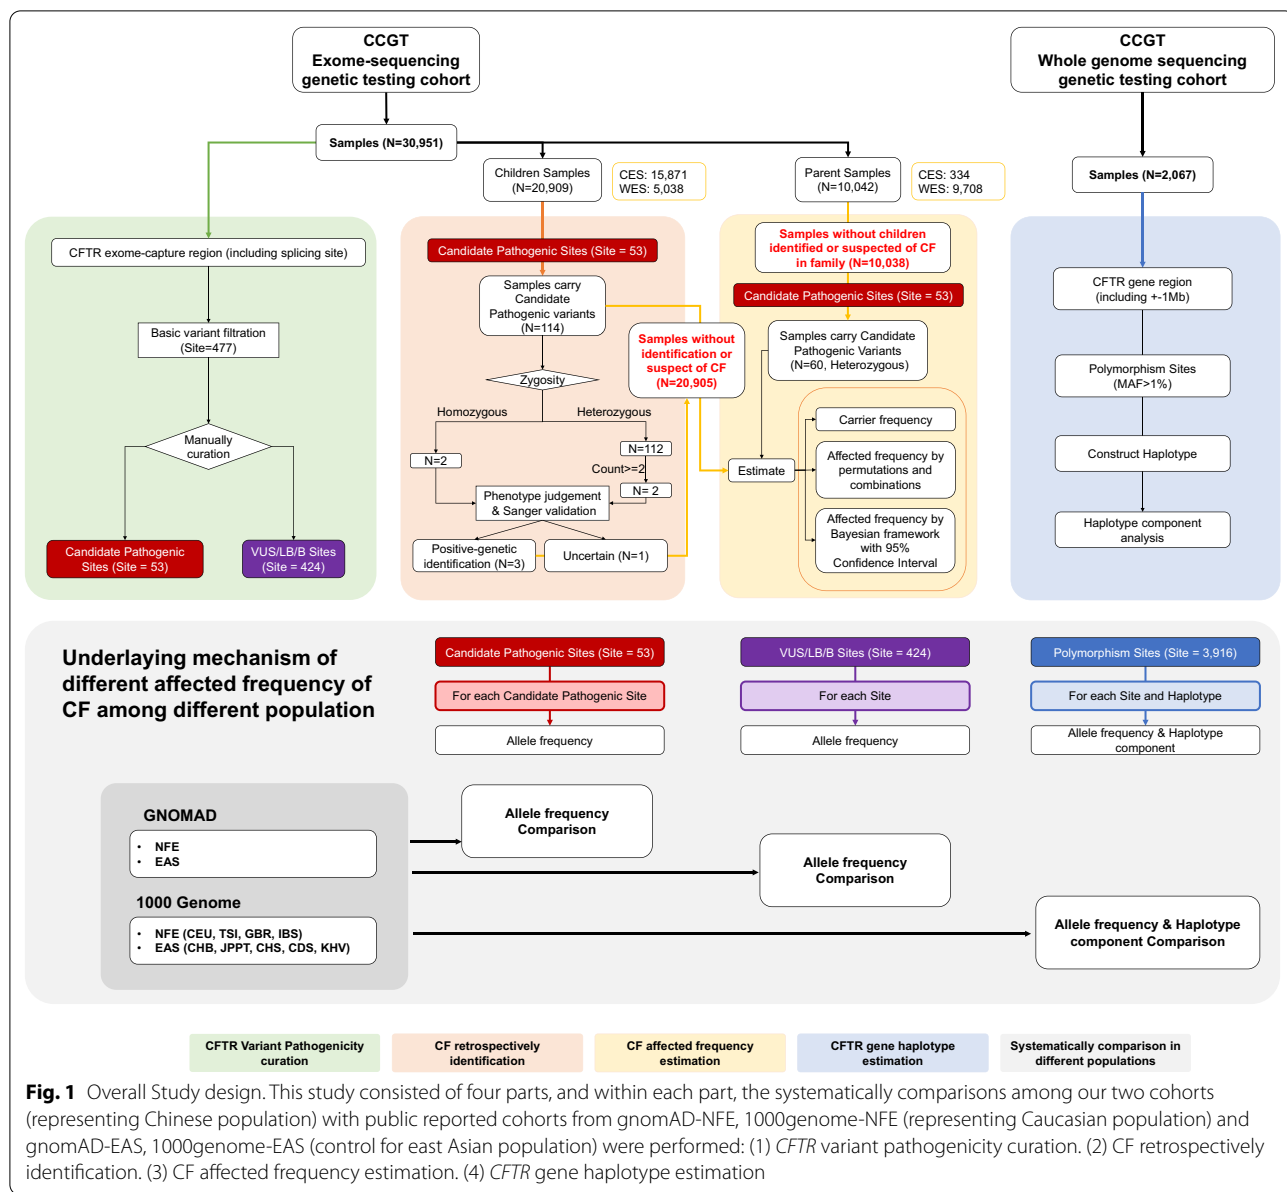 CCGT
Exome-sequencing
genetic testing cohort
CCGT
Whole genome sequencing
genetic testing cohort
Samples (N=30,951)
Children Samples
(N=20,909)
CES: 15,871
WES: 5,038
Parent Samples
(N=10,042)
CES: 334
WES: 9,708
Samples (N=2,067)
CFTR exome-capture region (including splicing site)
Basic variant filtration
(Site=477)
Manually
curation
Candidate Pathogenic
Sites (Site = 53)
VUS/LB/B Sites
(Site = 424)
Candidate Pathogenic Sites (Site = 53)
Samples carry
Candidate
Pathogenic variants
(N=114)
Zygosity
Homozygous
Heterozygous
N=2
N=112
Count>=2
N= 2
Phenotype judgement
& Sanger validation
Positive-genetic
identification (N=3)
Uncertain (N=1)
Samples without
identification or
suspect of CF
(N=20,905)
Samples without children
identified or suspected of CF
in family (N=10,038)
Candidate Pathogenic Sites (Site = 53)
Samples carry Candidate
Pathogenic Variants
(N=60, Heterozygous)
Estimate
Carrier frequency
Affected frequency by
permutations and
combinations
Affected frequency by
Bayesian framework
with 95%
Confidence Interval
CFTR gene region
(including +-1Mb)
Polymorphism Sites
(MAF>1%)
Construct Haplotype
Haplotype component
analysis
Underlaying mechanism of
different affected frequency of
CF among different population
Candidate Pathogenic Sites (Site = 53)
For each Candidate Pathogenic Site
Allele frequency
VUS/LB/B Sites (Site = 424)
For each Site
Allele frequency
Polymorphism Sites (Site = 3,916)
For each Site and Haplotype
Allele frequency & Haplotype
component
GNOMAD
• NFE
• EAS
1000 Genome
• NFE (CEU, TSI, GBR, IBS)
• EAS (CHB, JPPT, CHS, CDS, KHV)
Allele frequency
Comparison
Allele frequency
Comparison
Allele frequency & Haplotype
component Comparison
CFTR Variant Pathogenicity
curation
CF retrospectively
identification
CF affected frequency
estimation
CFTR gene haplotype
estimation
Systematically comparison in
different populations
Fig. 1 Overall Study design. This study consisted of four parts, and within each part, the systematically comparisons among our two cohorts
(representing Chinese population) with public reported cohorts from gnomAD-NFE, 1000genome-NFE (representing Caucasian population) and
gnomAD-EAS, 1000genome-EAS (control for east Asian population) were performed: (1) CFTR variant pathogenicity curation. (2) CF retrospectively
identification. (3) CF affected frequency estimation. (4) CFTR gene haplotype estimation